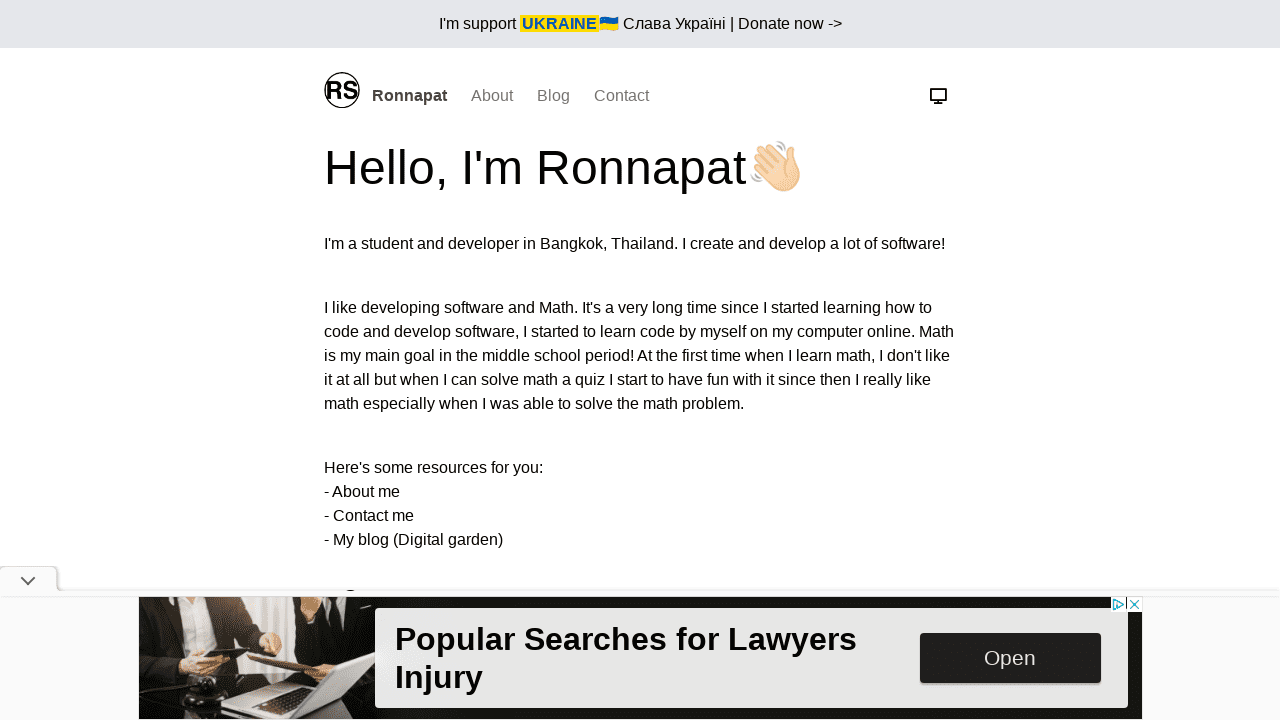 I'm support UKRAINE🇺🇦 Слава Україні | Donate now ->
RS Ronnapat About Blog Contact
Hello, I'm Ronnapat👋🏻
I'm a student and developer in Bangkok, Thailand. I create and develop a lot of software!
I like developing software and Math. It's a very long time since I started learning how to
code and develop software, I started to learn code by myself on my computer online. Math
is my main goal in the middle school period! At the first time when I learn math, I don't like
it at all but when I can solve math a quiz I start to have fun with it since then I really like
math especially when I was able to solve the math problem.
Here's some resources for you:
- About me
- Contact me
- My blog (Digital garden)
Popular Searches for Lawyers
Injury
Open